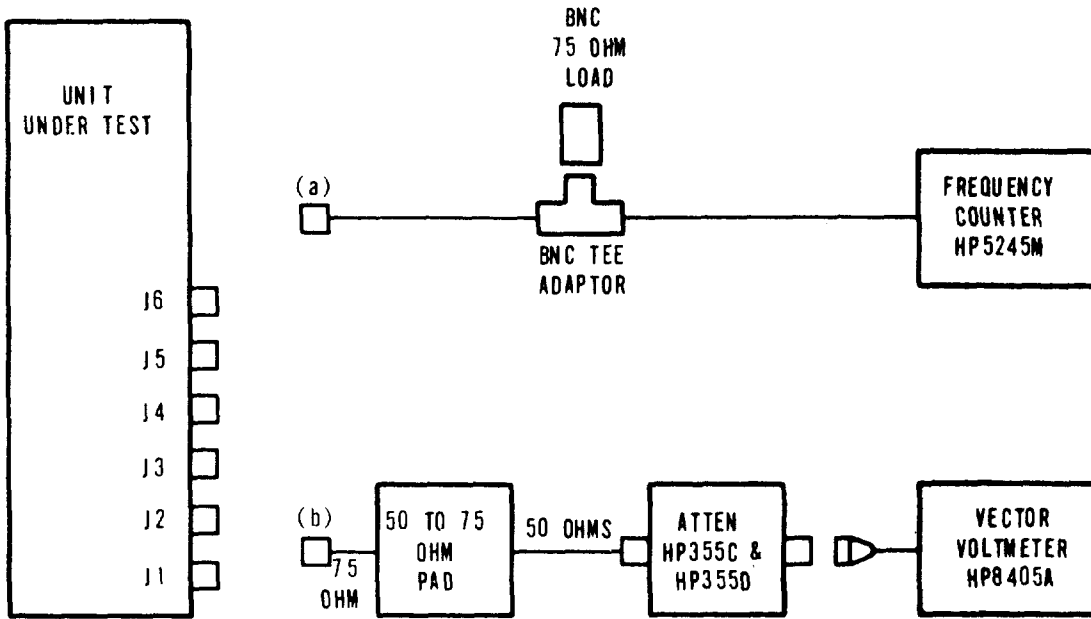 UNIT
UNDER TEST
J6
J5
J4
J3
J2
J1
BNC
75 OHM
LOAD
(a)
BNC TEE
ADAPTOR
FREQUENCY
COUNTER
HP5245M
(b)
75
OHM
50 TO 75
OHM
PAD
50 OHMS
ATTEN
HP355C &
HP355D
VECTOR
VOLTMETER
HP8405A